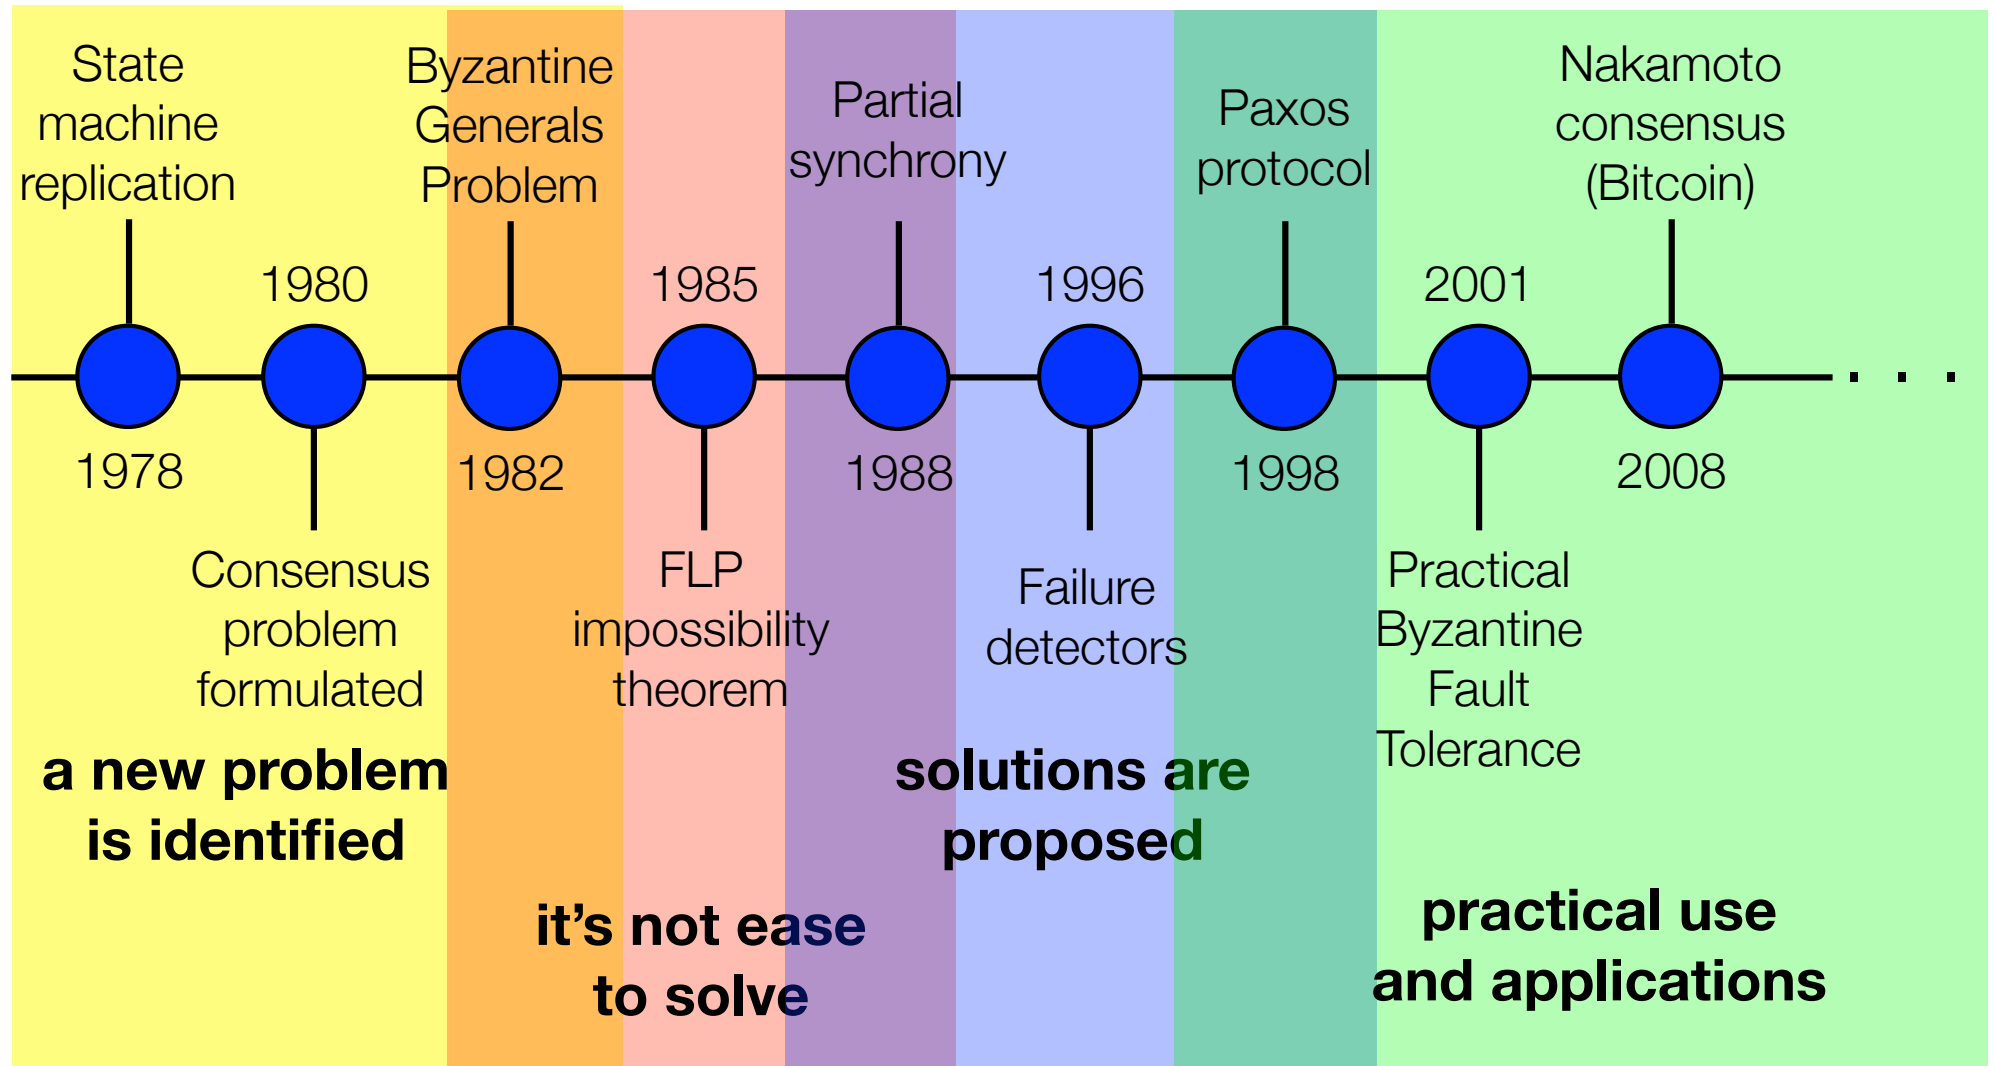 State
machine
replication
1978
1980
Consensus
problem
formulated
Byzantine
Generals
Problem
1982
1985
FLP
impossibility
theorem
Partial
synchrony
1988
1996
Failure
detectors
Paxos
protocol
1998
2001
Practical
Byzantine
Fault
Tolerance
Nakamoto
consensus
(Bitcoin)
2008
. . .
a new problem
is identified
it's not ease
to solve
solutions are
proposed
practical use
and applications